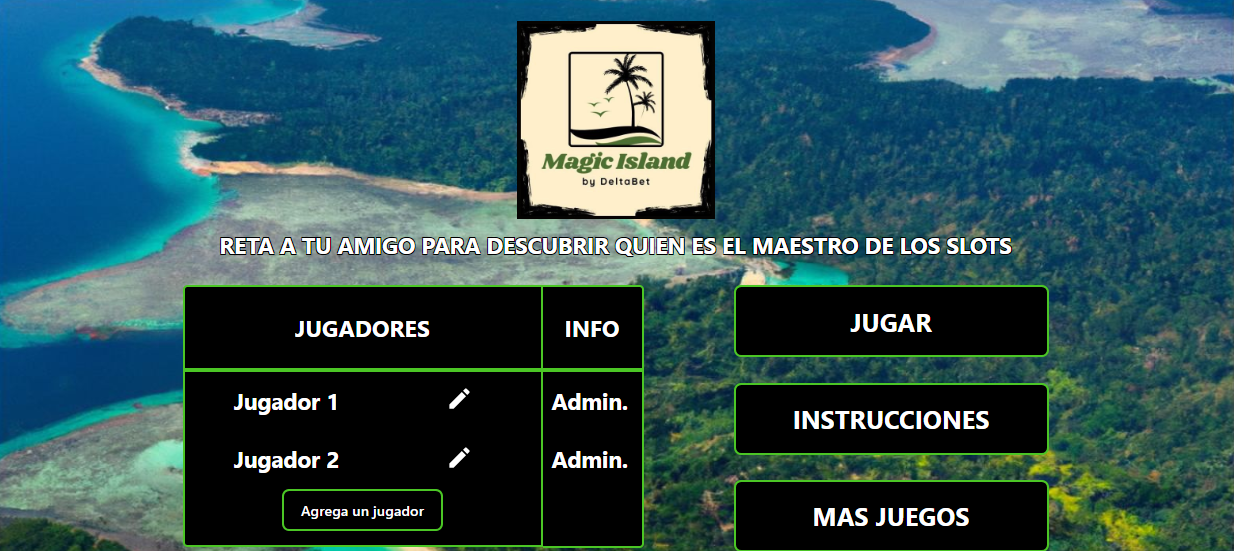 Magic Island
by DeltaBet
RETA A TU AMIGO PARA DESCUBRIR QUIEN ES EL MAESTRO DE LOS SLOTS
JUGADORES
INFO
Jugador 1
Admin.
Jugador 2
Admin.
Agrega un jugador
JUGAR
INSTRUCCIONES
MAS JUEGOS